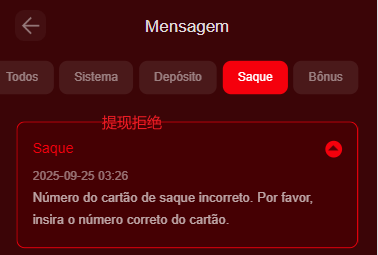 Mensagem
Todos
Sistema
Depósito
Saque
Bônus
提现拒绝
Saque
2025-09-25 03:26
Número do cartão de saque incorreto. Por favor,
insira o número correto do cartão.